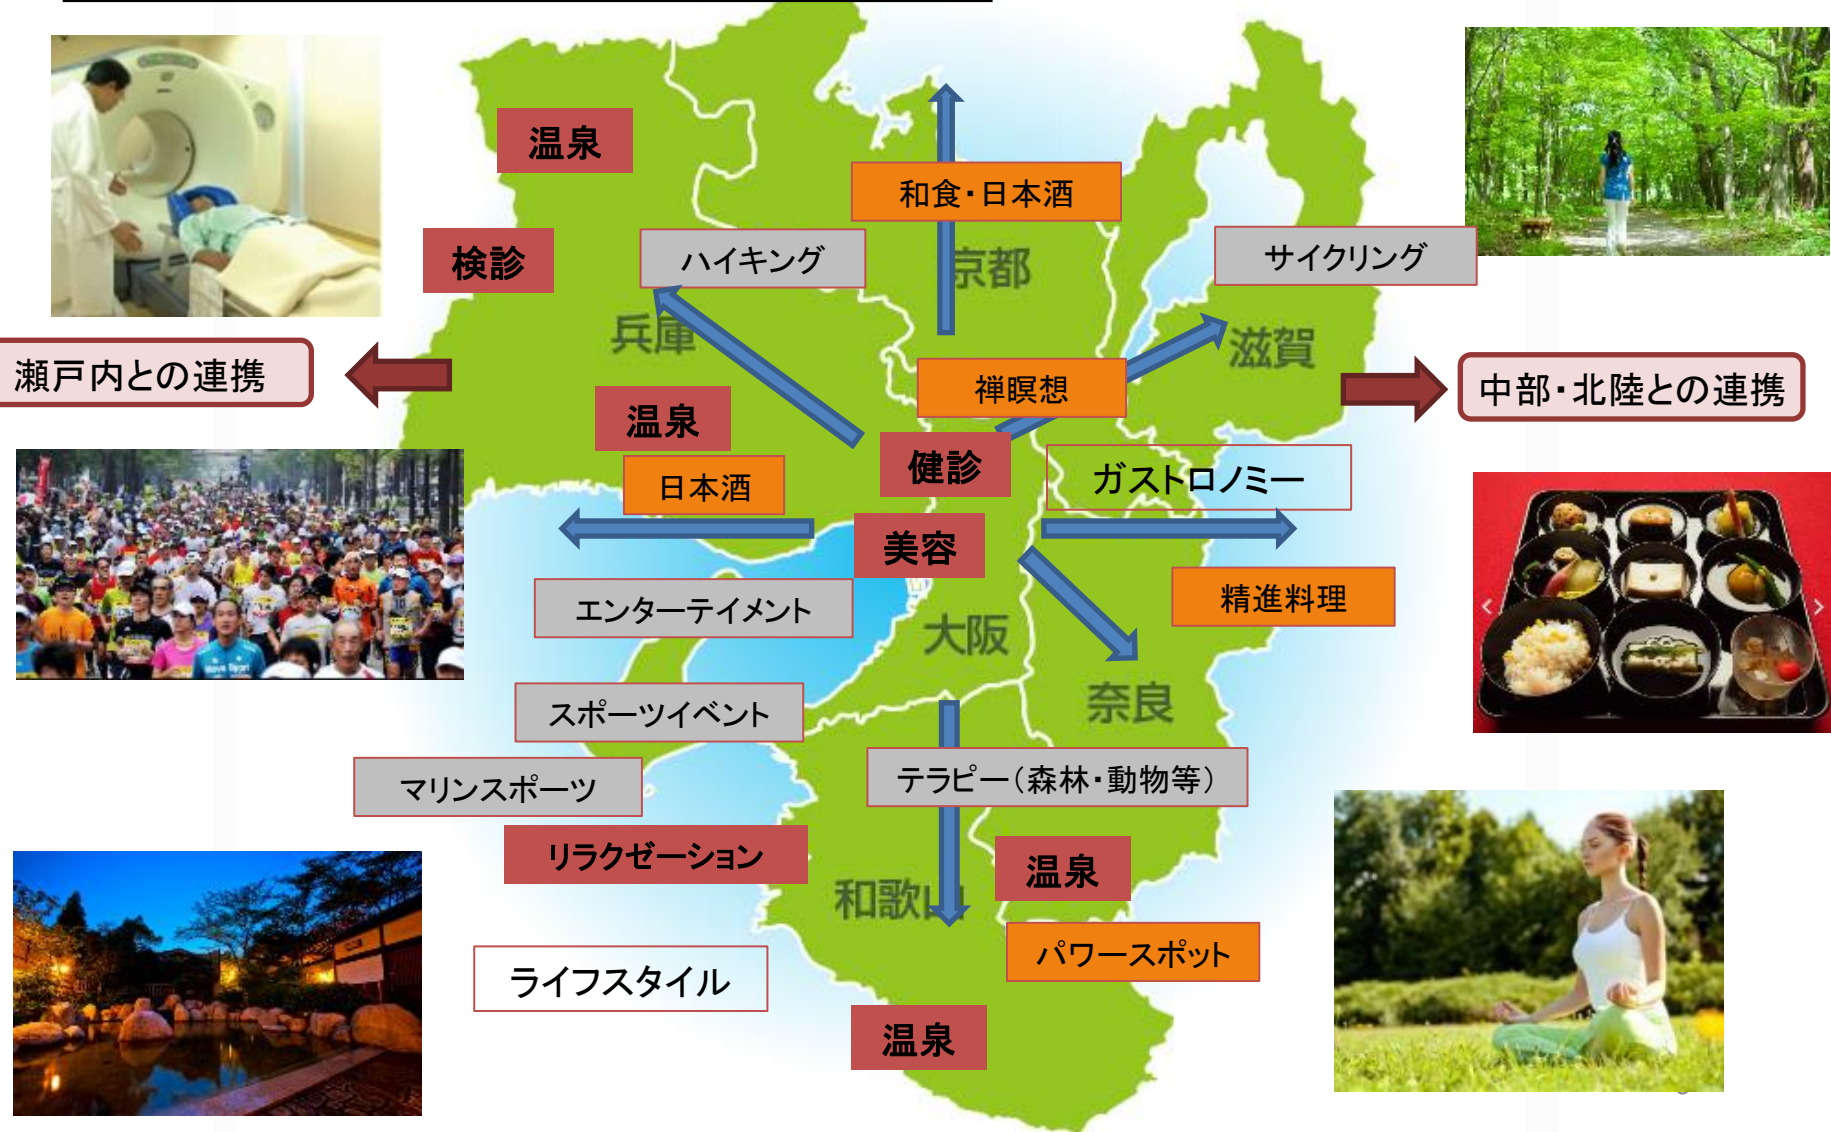 温泉
和食・日本酒
検診
ハイキング
京都
サイクリング
兵庫
滋賀
瀬戸内との連携
禅瞑想
中部・北陸との連携
温泉
健診
ガストロノミー
日本酒
美容
エンターテイメント
精進料理
大阪
スポーツイベント
奈良
マリンスポーツ
テラピー（森林・動物等）
リラクゼーション
温泉
和歌山
パワースポット
ライフスタイル
温泉